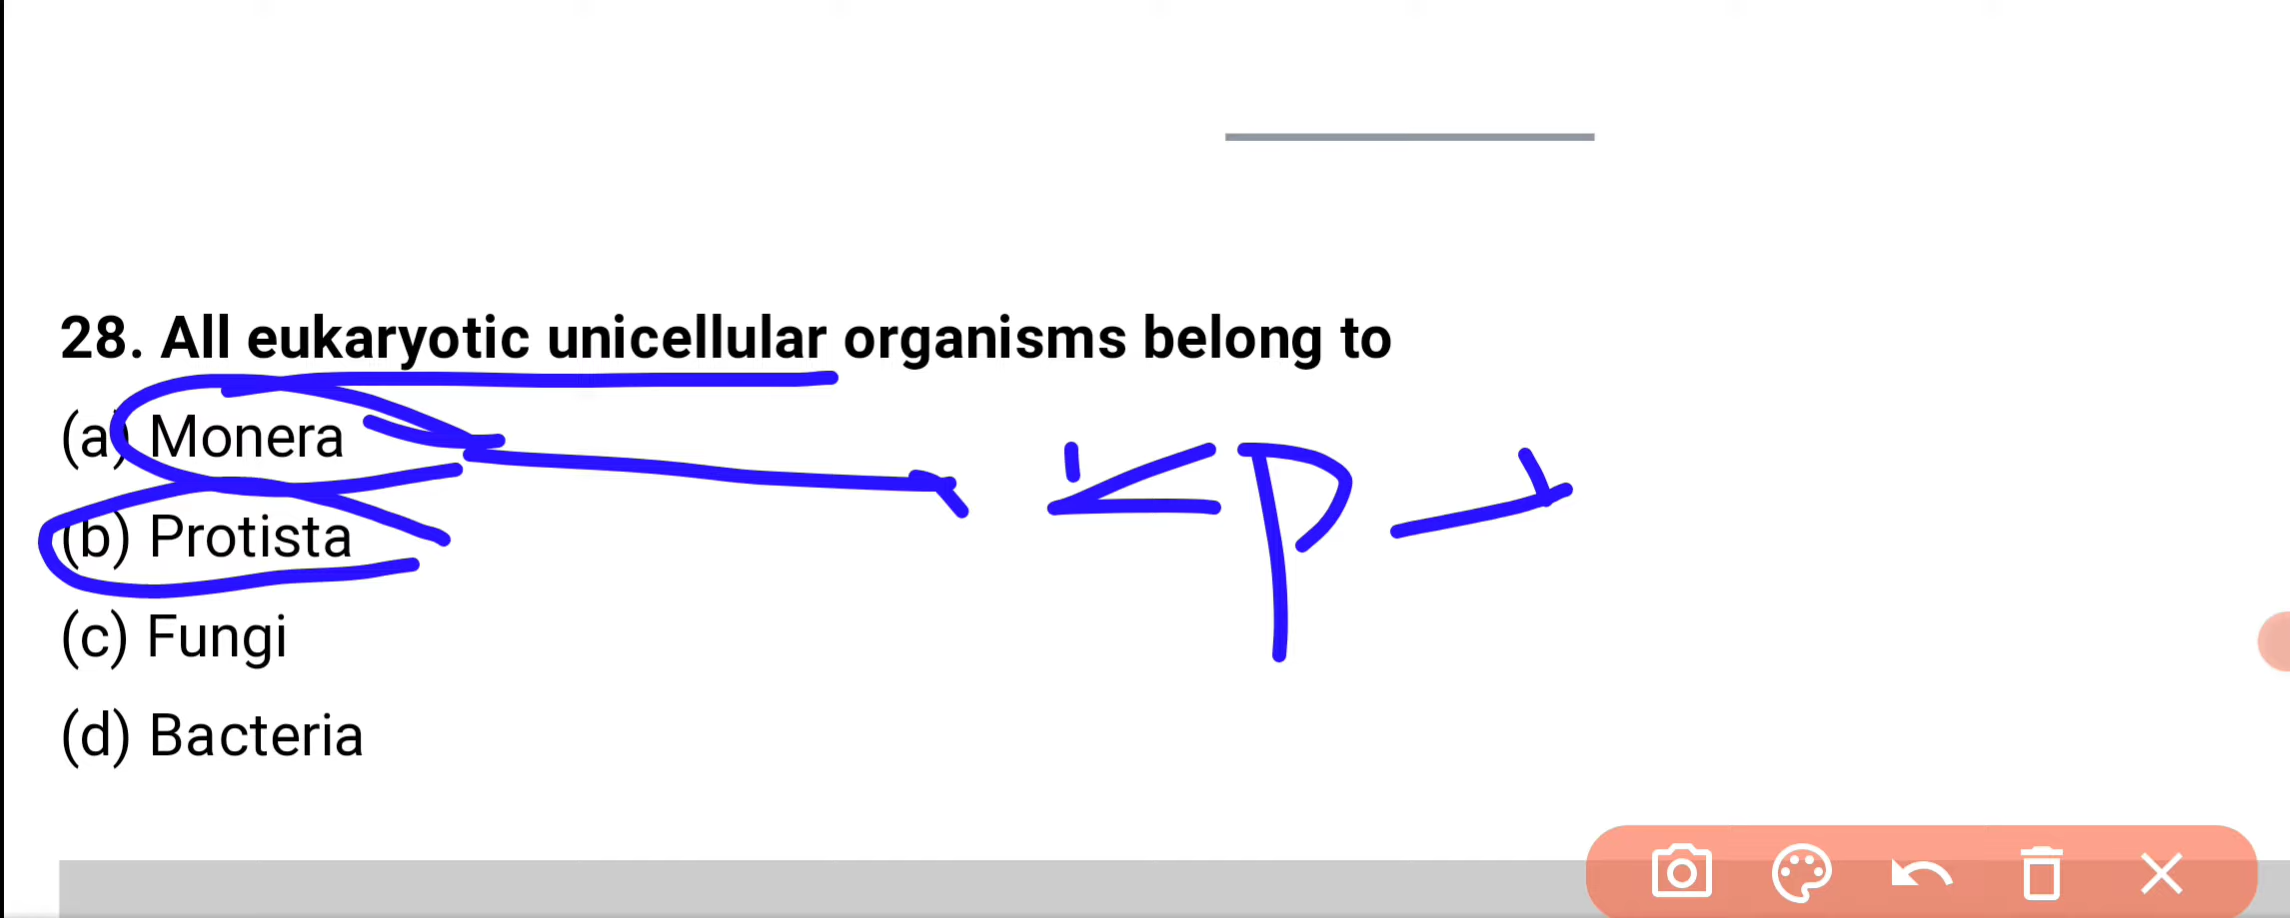 28. All eukaryotic unicellular organisms belong to
(a) Monera
(b) Protista
P
(c) Fungi
(d) Bacteria